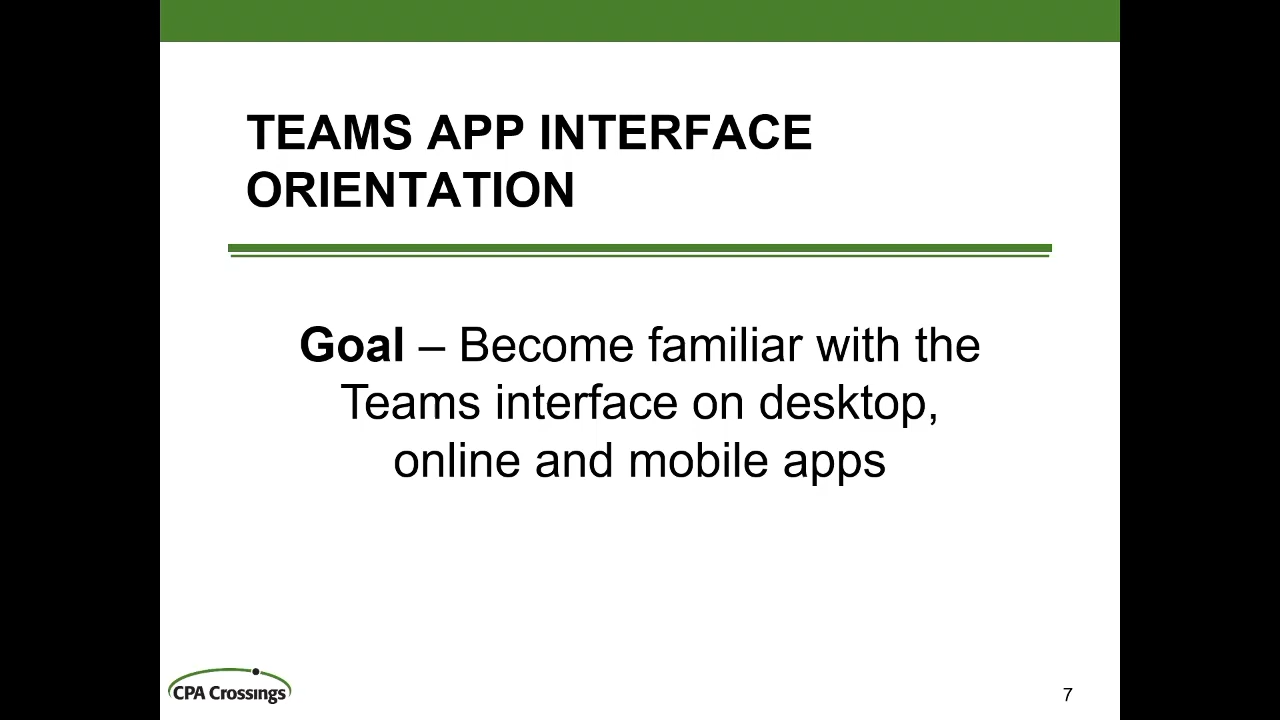 TEAMS APP INTERFACE
ORIENTATION
Goal – Become familiar with the
Teams interface on desktop,
online and mobile apps
CPA Crossings
7